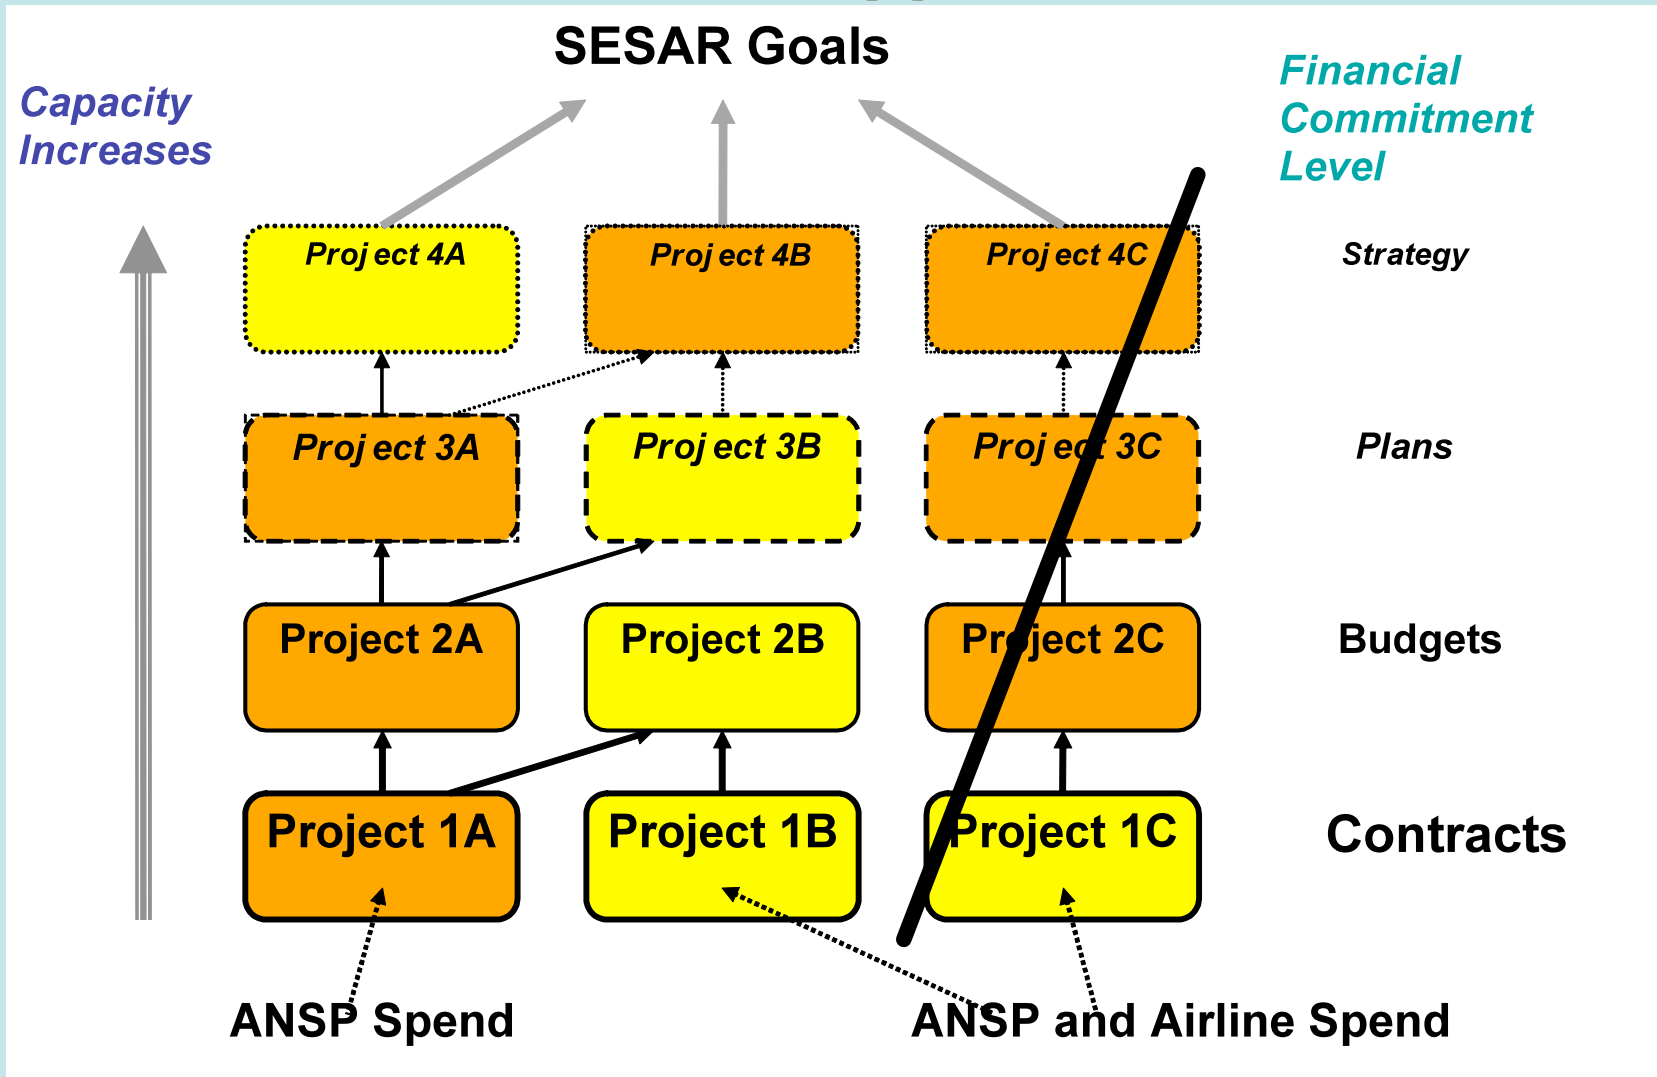 SESAR Goals
Capacity
Increases
Financial
Commitment
Level
Project 4A
Project 4B
Project 4C
Strategy
Project 3A
Project 3B
Project 3C
Plans
Project 2A
Project 2B
Project 2C
Budgets
Project 1A
Project 1B
Project 1C
Contracts
ANSP Spend
ANSP and Airline Spend